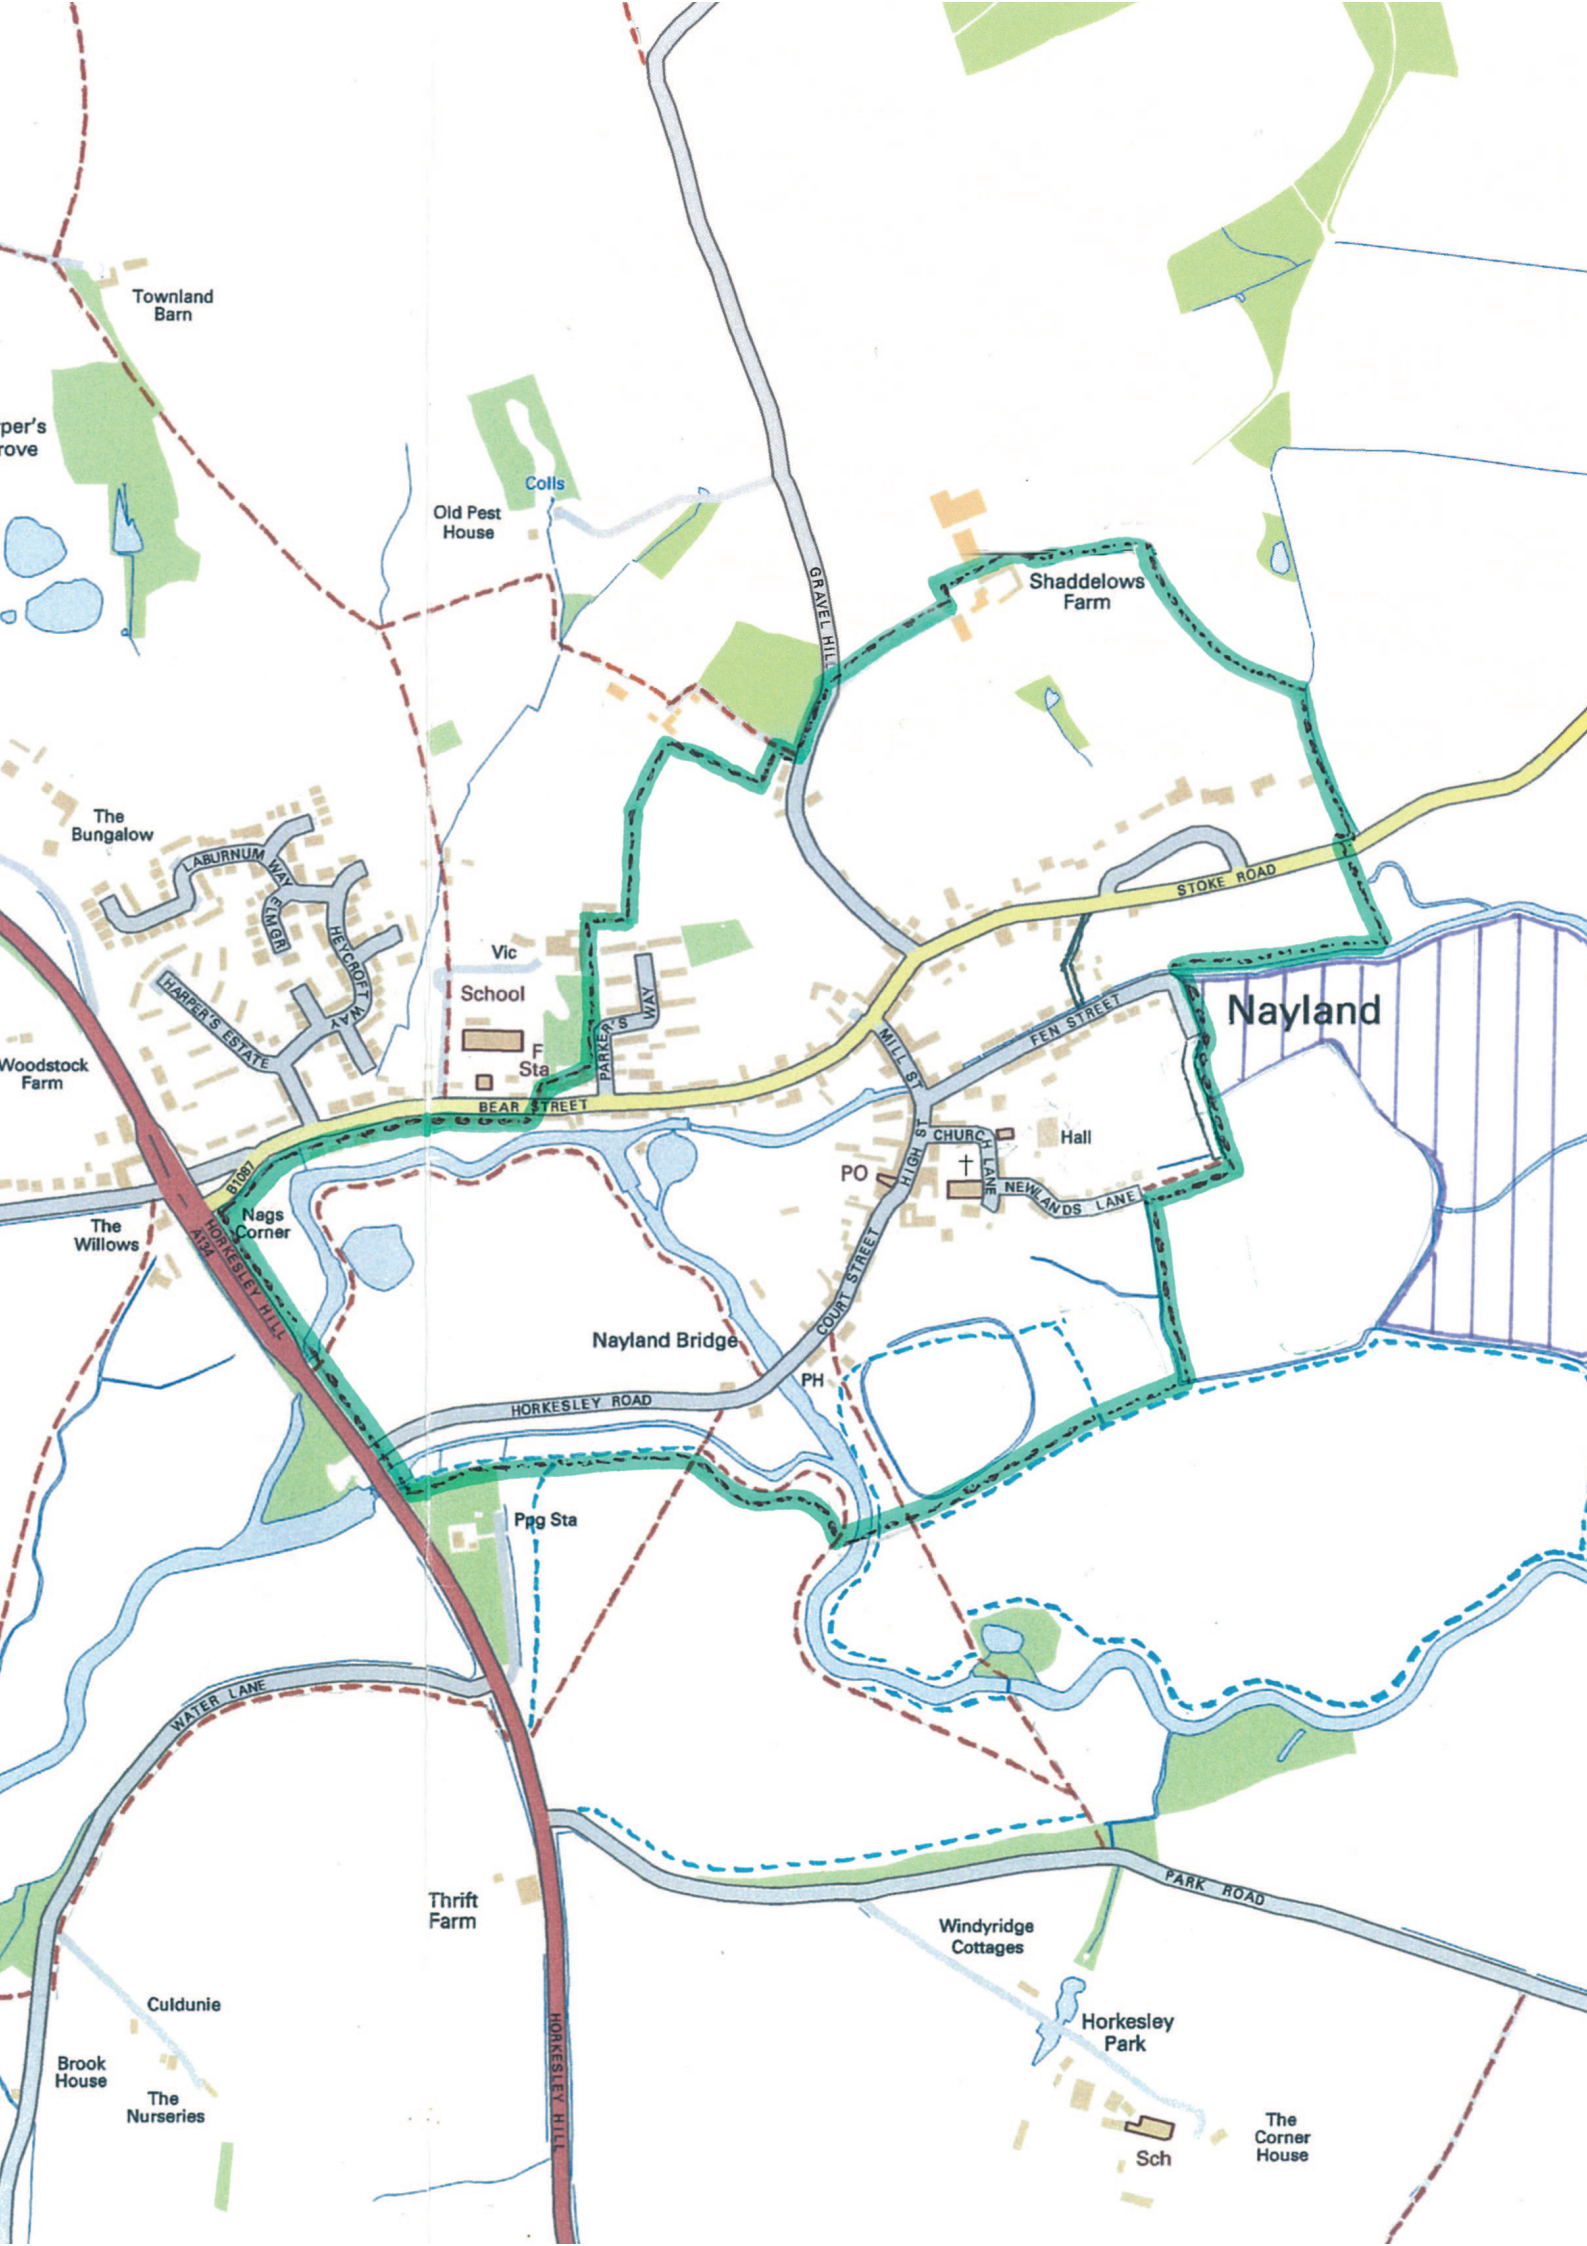 Townland
Barn
per's
rove
Colls
Old Pest
House
GRAVEL HILL
Shaddelows
Farm
The
Bungalow
LABURNUM WAY
ELM GR
HEYCROFT WAY
HARPER'S ESTATE
STOKE ROAD
Vic
School
F
Sta
PARKER'S WAY
Nayland
Woodstock
Farm
FEN STREET
MILL ST
BEAR STREET
CHURCH LANE
Hall
PO
HIGH ST
NEWLANDS LANE
B1087
Nags
Corner
The
Willows
HORKESLEY HILL
A134
COURT STREET
Nayland Bridge
PH
HORKESLEY ROAD
Ppg Sta
WATER LANE
PARK ROAD
Thrift
Farm
Windyridge
Cottages
Culdunie
Horkesley
Park
Brook
House
The
Nurseries
HORKESLEY HILL
The
Corner
House
Sch